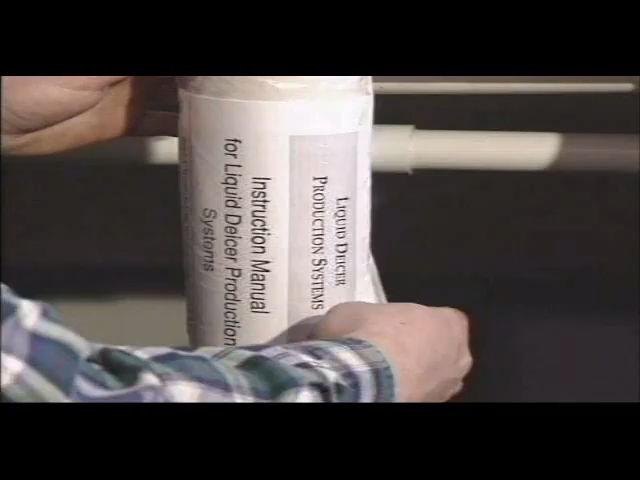 LIQUID DEICER
PRODUCTION SYSTEMS
Instruction Manual
for Liquid Deicer Production
Systems